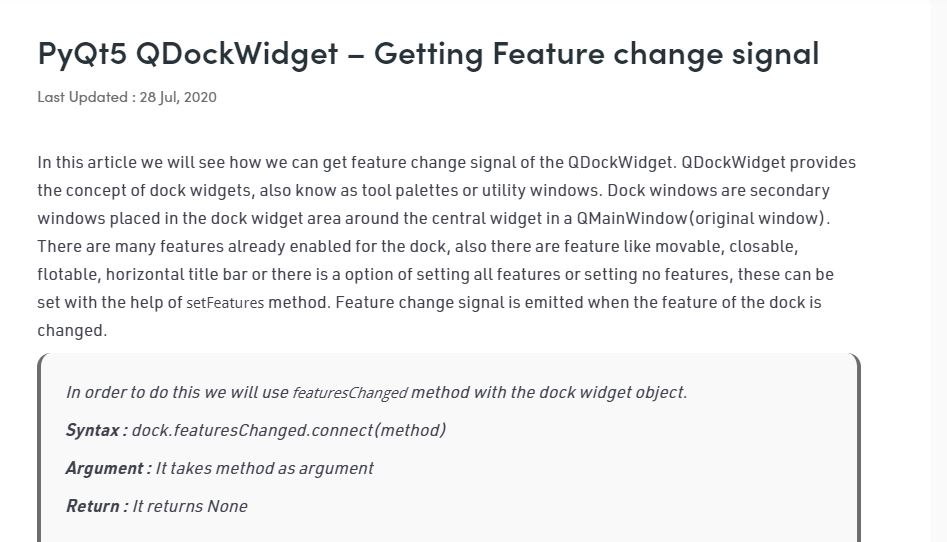 PyQt5 QDockWidget – Getting Feature change signal
Last Updated : 28 Jul, 2020
In this article we will see how we can get feature change signal of the QDockWidget. QDockWidget provides
the concept of dock widgets, also know as tool palettes or utility windows. Dock windows are secondary
windows placed in the dock widget area around the central widget in a QMainWindow(original window).
There are many features already enabled for the dock, also there are feature like movable, closable,
flotable, horizontal title bar or there is a option of setting all features or setting no features, these can be
set with the help of setFeatures method. Feature change signal is emitted when the feature of the dock is
changed.
In order to do this we will use featuresChanged method with the dock widget object.
Syntax : dock.featuresChanged.connect(method)
Argument : It takes method as argument
Return : It returns None